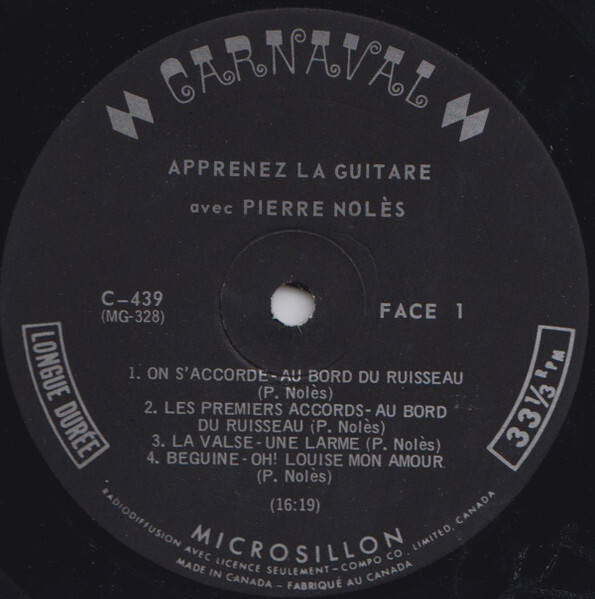 CARNAVAL
APPRENEZ LA GUITARE
avec PIERRE NOLÈS
C-439
(MG-328)
FACE 1
LONGUE DURÉE
33 1/3 RPM
1. ON S'ACCORDE-AU BORD DU RUISSEAU
(P. Nolès)
2. LES PREMIERS ACCORDS-AU BORD
DU RUISSEAU (P. Nolès)
3. LA VALSE-UNE LARME (P. Nolès)
4. BEGUINE-OH! LOUISE MON AMOUR
(P. Nolès)
(16:19)
MICROSILLON
RADIODIFFUSION AVEC LICENCE SEULEMENT-COMPO CO., LIMITED, CANADA
MADE IN CANADA - FABRIQUÉ AU CANADA